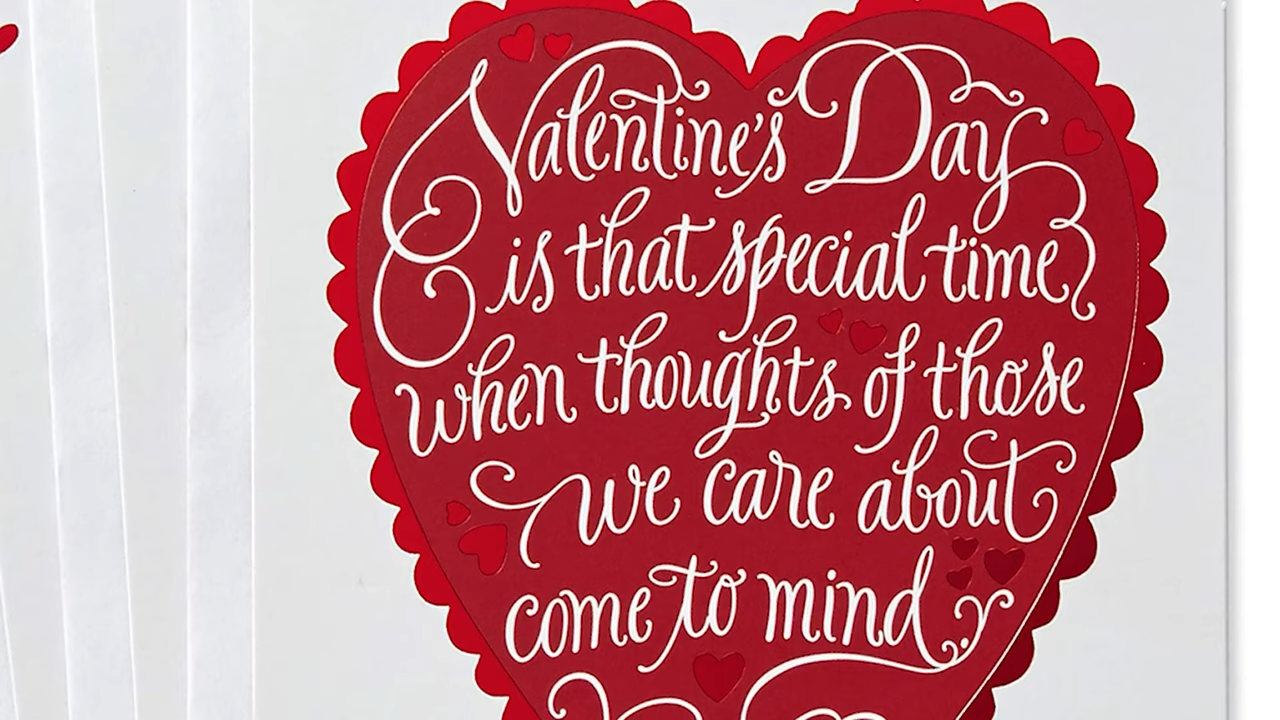 Valentine's Day
is that special time
when thoughts of those
we care about
come to mind.